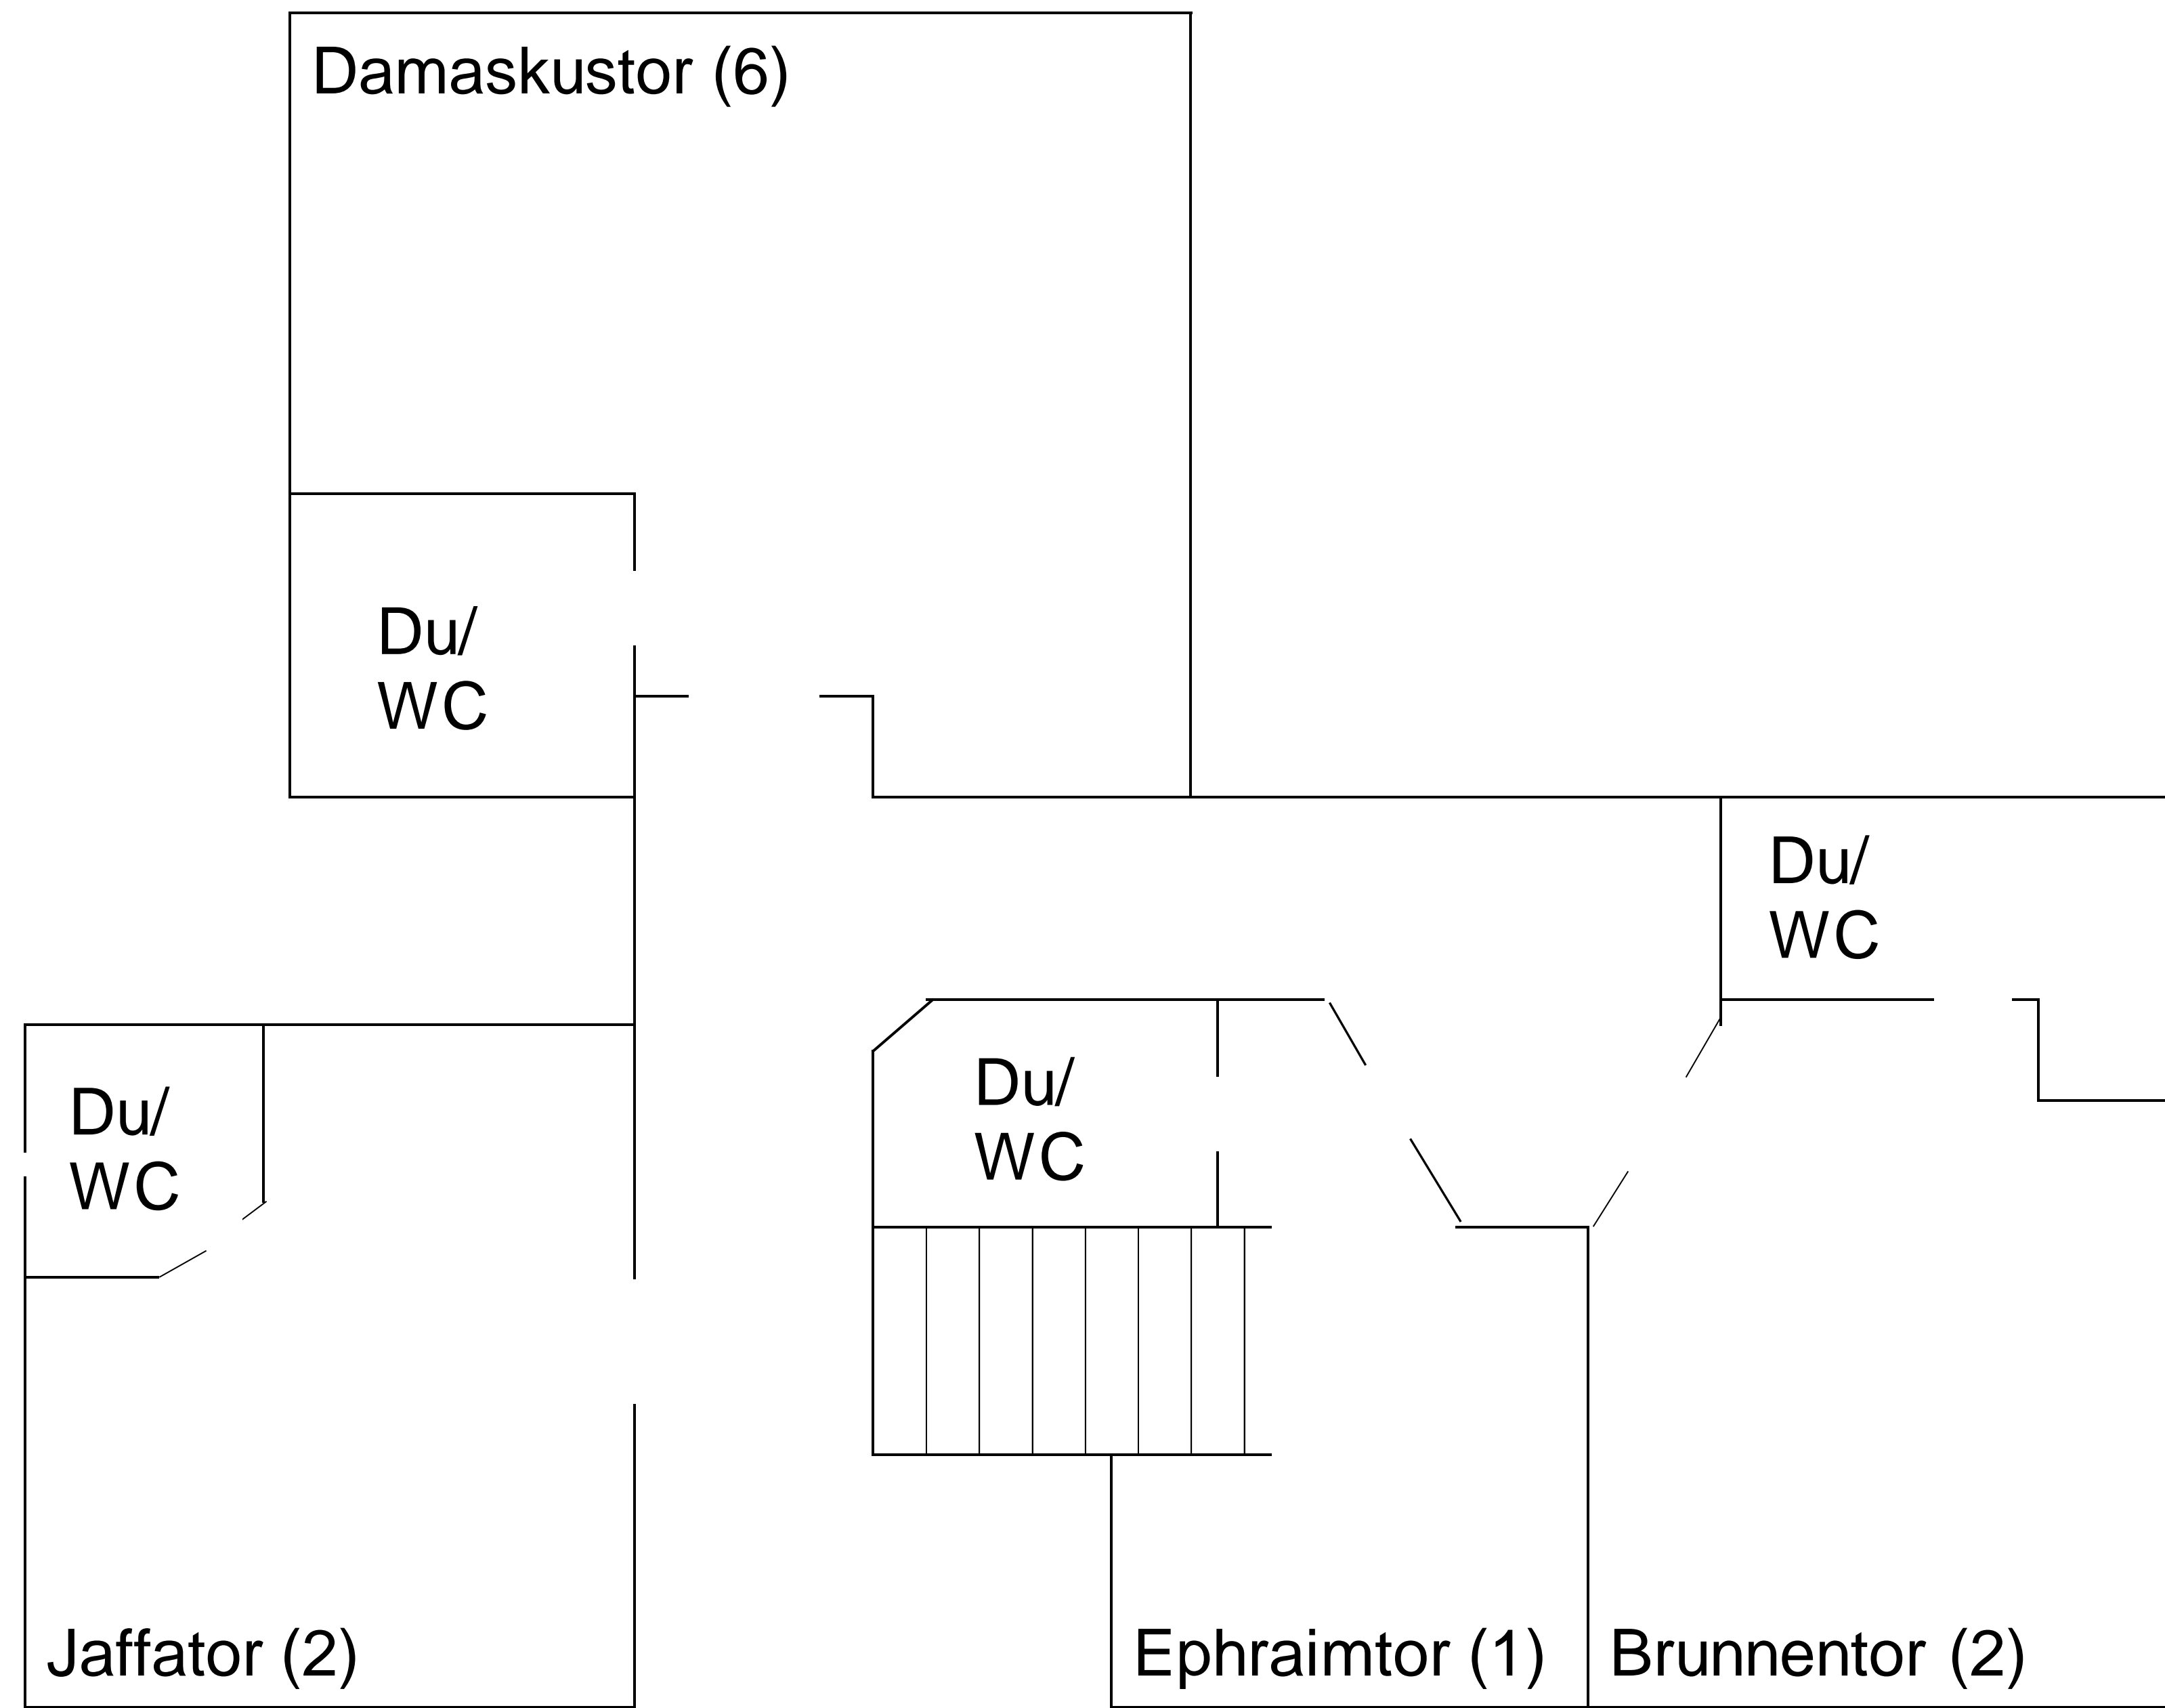 Damaskustor (6)
Du/
WC
Du/
WC
Du/
WC
Du/
WC
Jaffator (2)
Ephraimtor (1)
Brunnentor (2)